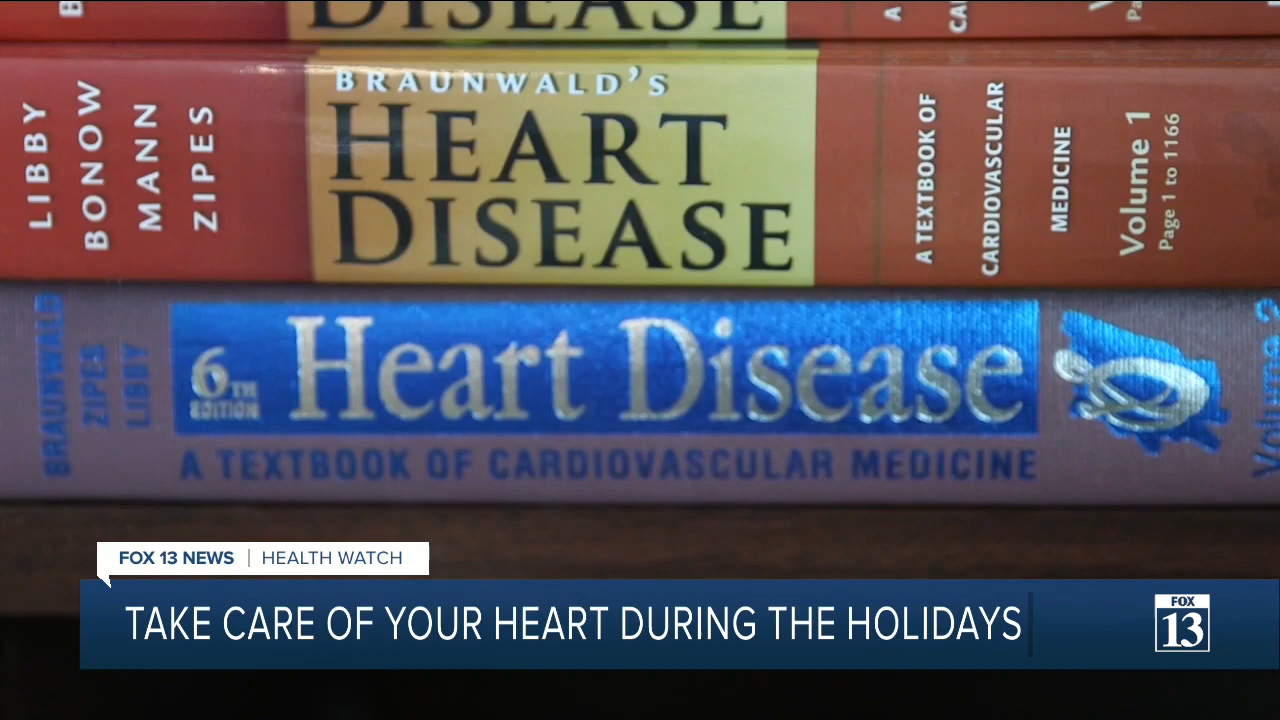 DISEASE
A
LIBBY
BONOW
MANN
ZIPES
BRAUNWALD'S
HEART
DISEASE
A TEXTBOOK OF
CARDIOVASCULAR
MEDICINE
Volume 1
Page 1 to 1166
BRAUNWALD
ZIPES
LIBBY
6TH
EDITION
Heart Disease
A TEXTBOOK OF CARDIOVASCULAR MEDICINE
Volume 2
FOX 13 NEWS | HEALTH WATCH
TAKE CARE OF YOUR HEART DURING THE HOLIDAYS
FOX
13